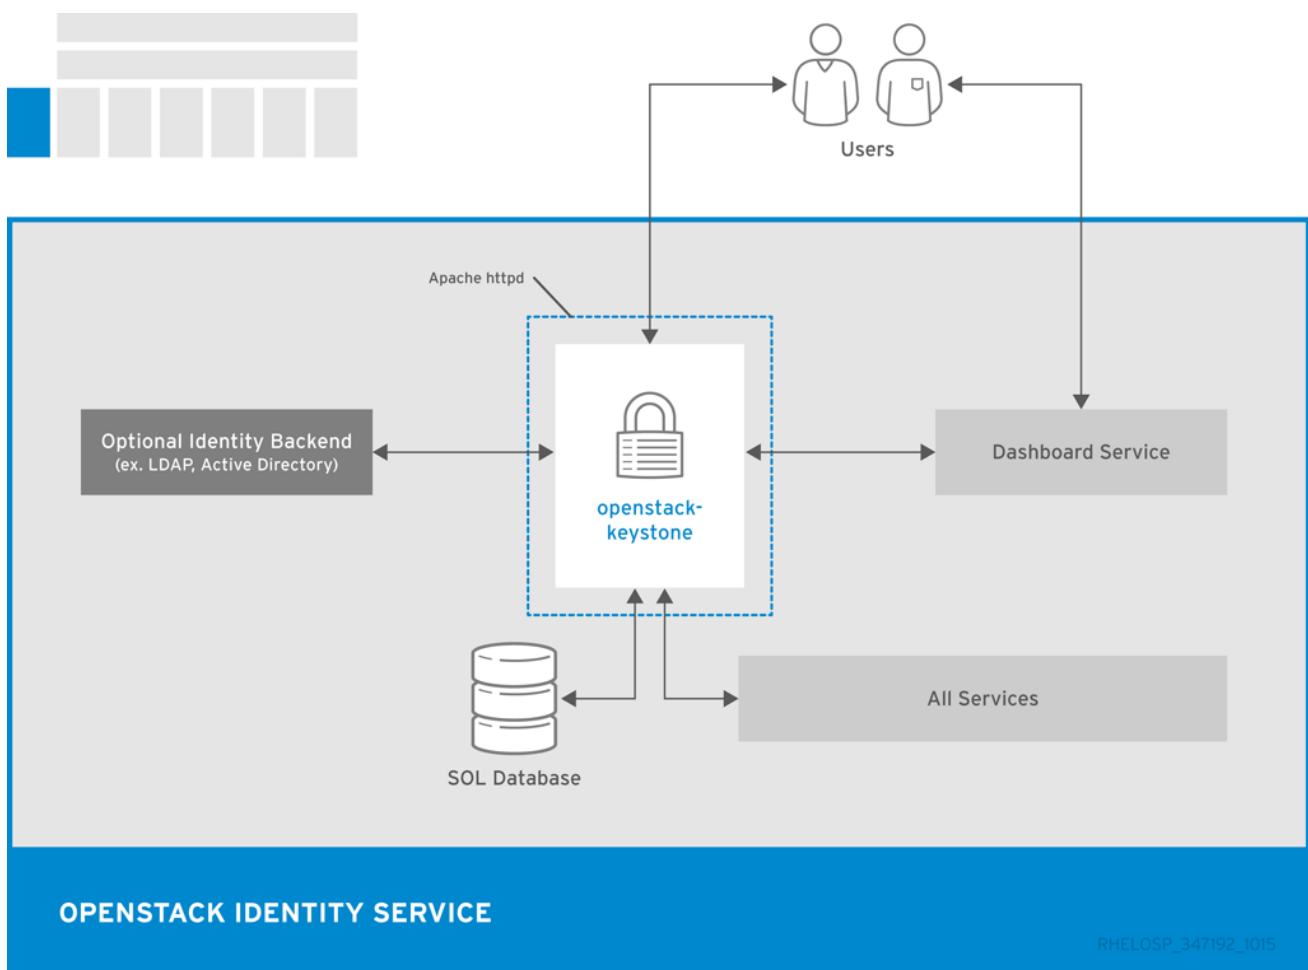 Users
Apache httpd
Optional Identity Backend
(ex. LDAP, Active Directory)
openstack-
keystone
Dashboard Service
All Services
SOL Database
OPENSTACK IDENTITY SERVICE
RHELOSP_347192_1015